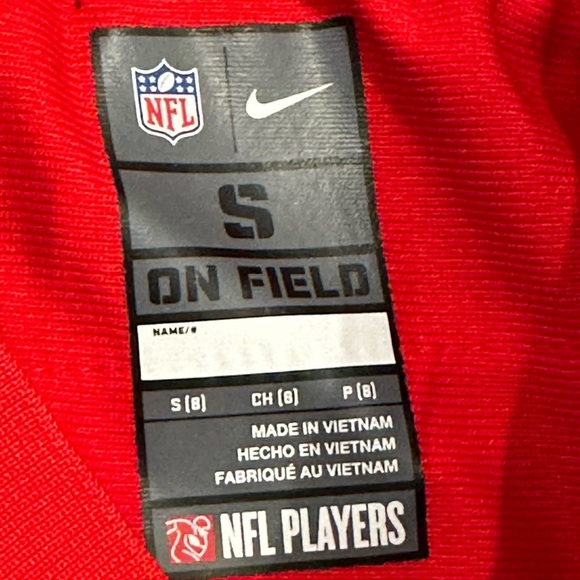 NFL
S
ON FIELD
NAME/#
S (8) CH (8) P (8)
MADE IN VIETNAM
HECHO EN VIETNAM
FABRIQUÉ AU VIETNAM
NFL PLAYERS